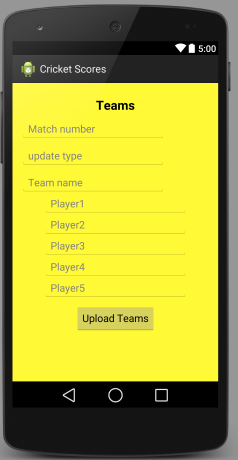 5:00
Cricket Scores
Teams
Match number
update type
Team name
Player1
Player2
Player3
Player4
Player5
Upload Teams